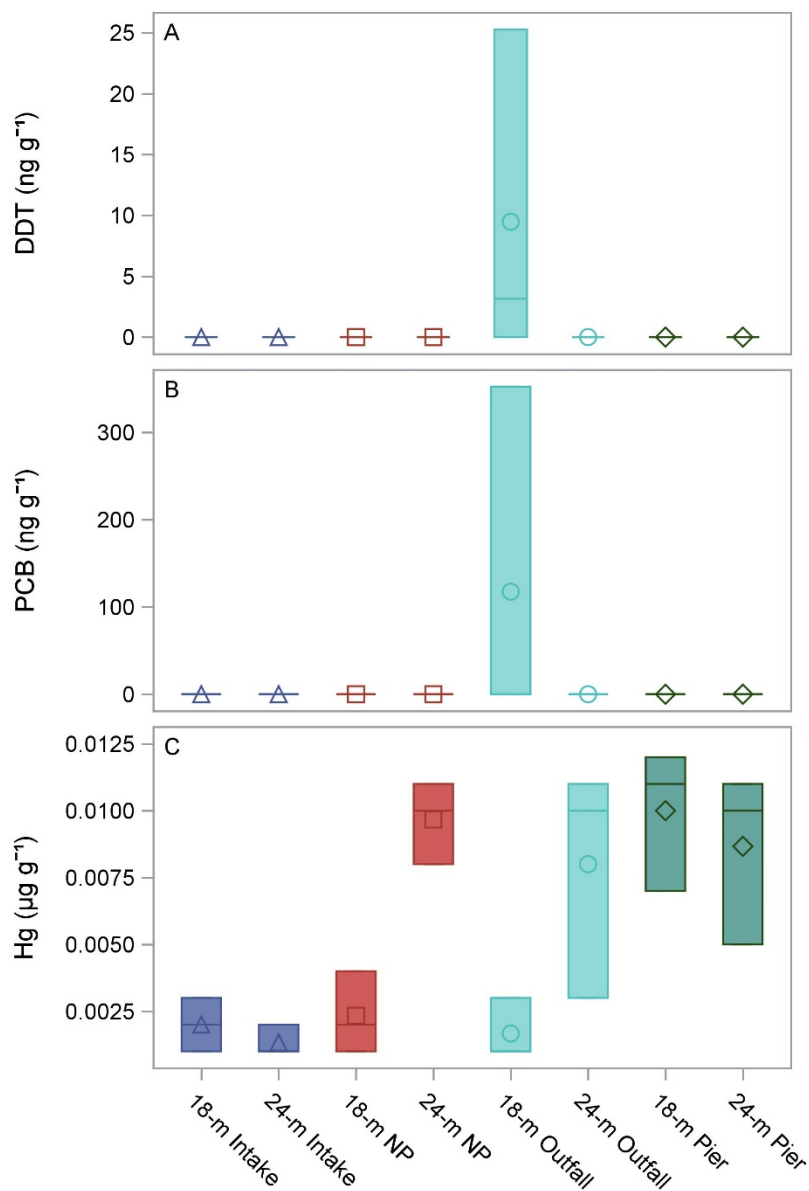 A
DDT (ng g⁻¹)
25
20
15
10
5
0
B
PCB (ng g⁻¹)
300
200
100
0
C
Hg (µg g⁻¹)
0.0125
0.0100
0.0075
0.0050
0.0025
18-m Intake
24-m Intake
18-m NP
24-m NP
18-m Outfall
24-m Outfall
18-m Pier
24-m Pier